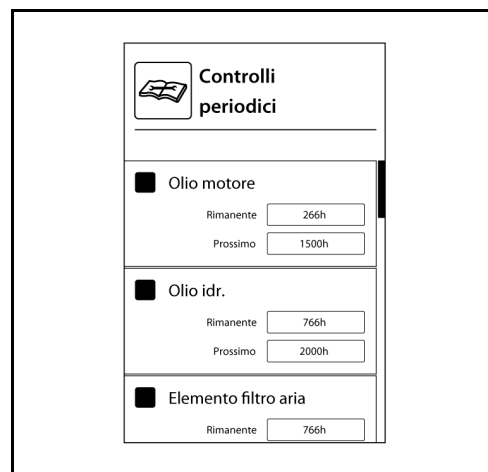 Controlli
periodici
Olio motore
Rimanente 266h
Prossimo 1500h
Olio idr.
Rimanente 766h
Prossimo 2000h
Elemento filtro aria
Rimanente 766h